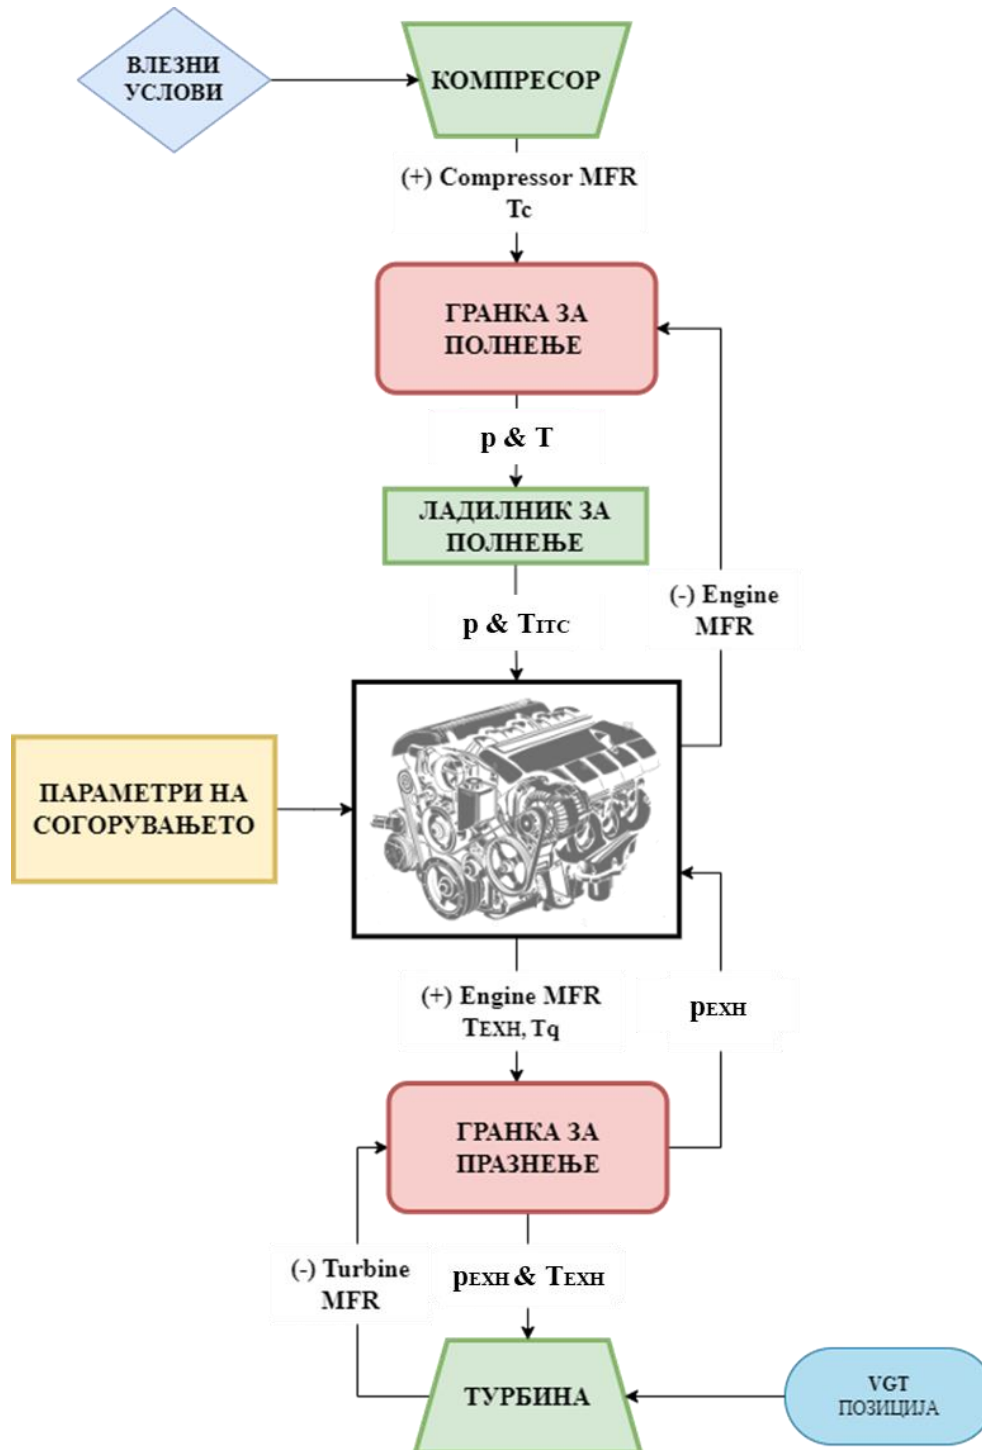 ВЛЕЗНИ
УСЛОВИ
КОМПРЕСОР
(+) Compressor MFR
Tc
ГРАНКА ЗА
ПОЛНЕЊЕ
p & T
ЛАДИЛНИК ЗА
ПОЛНЕЊЕ
(-) Engine
MFR
p & TITC
ПАРАМЕТРИ НА
СОГОРУВАЊЕТО
(+) Engine MFR
TEXH, Tq
pEXH
ГРАНКА ЗА
ПРАЗНЕЊЕ
(-) Turbine
MFR
pEXH & TEXH
ТУРБИНА
VGT
ПОЗИЦИЈА